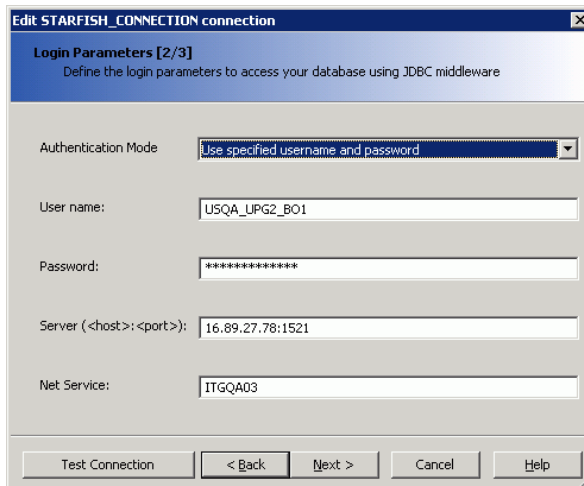 Edit STARFISH_CONNECTION connection
Login Parameters [2/3]
Define the login parameters to access your database using JDBC middleware
Authentication Mode
Use specified username and password
User name:
USQA_UPG2_BO1
Password:
*************
Server (<host>:<port>):
16.89.27.78:1521
Net Service:
ITGQA03
Test Connection
< Back
Next >
Cancel
Help